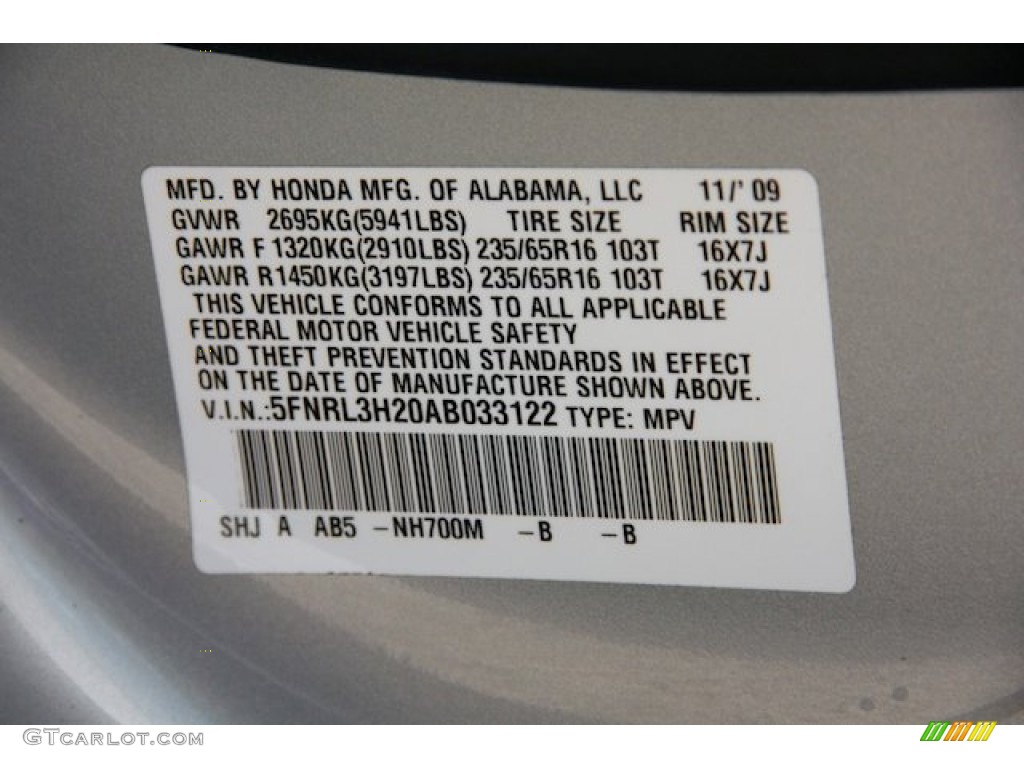 MFD. BY HONDA MFG. OF ALABAMA, LLC 11/' 09
GVWR 2695KG(5941LBS) TIRE SIZE RIM SIZE
GAWR F 1320KG(2910LBS) 235/65R16 103T 16X7J
GAWR R1450KG(3197LBS) 235/65R16 103T 16X7J
THIS VEHICLE CONFORMS TO ALL APPLICABLE
FEDERAL MOTOR VEHICLE SAFETY
AND THEFT PREVENTION STANDARDS IN EFFECT
ON THE DATE OF MANUFACTURE SHOWN ABOVE.
V.I.N.:5FNRL3H20AB033122 TYPE: MPV
SHJ A AB5 -NH700M -B -B
GTCARLOT.COM